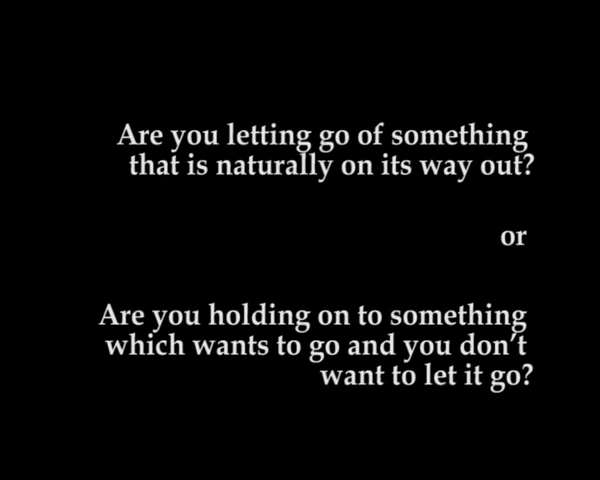 Are you letting go of something
that is naturally on its way out?
or
Are you holding on to something
which wants to go and you don't
want to let it go?